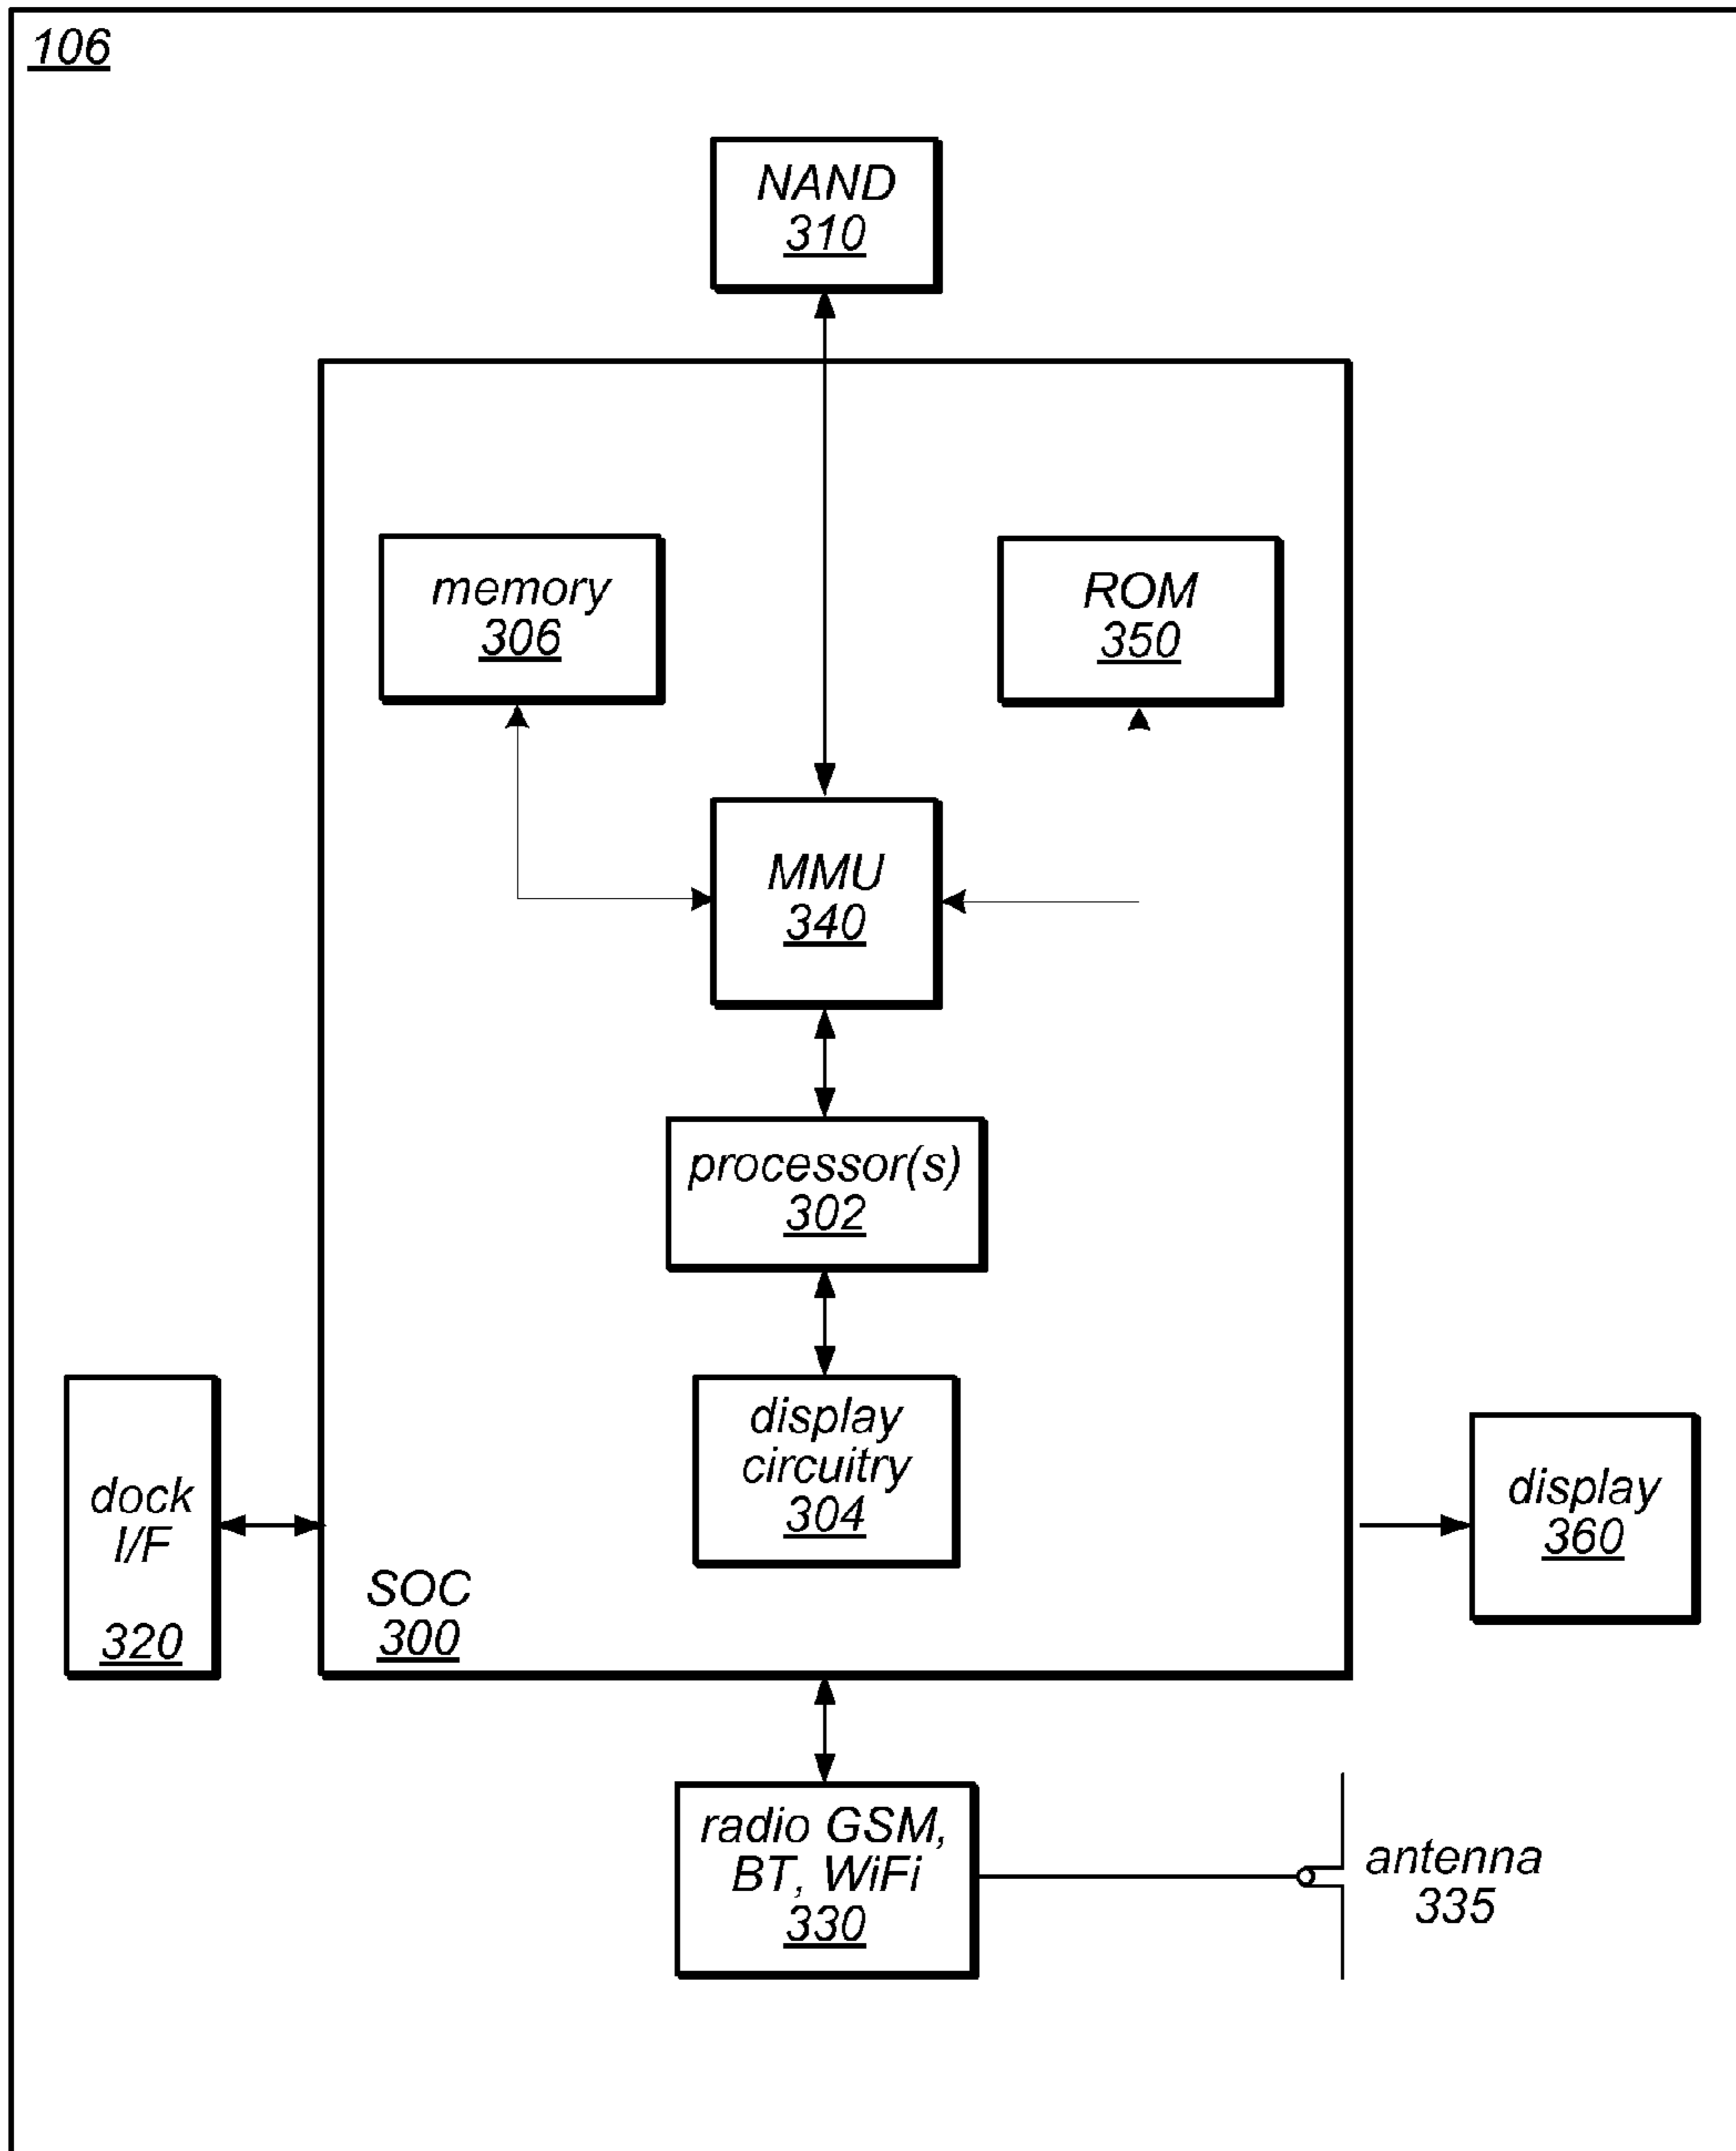 106
NAND
310
memory
306
ROM
350
MMU
340
processor(s)
302
display
circuitry
304
dock
I/F
320
SOC
300
display
360
radio GSM,
BT, WiFi
330
antenna
335